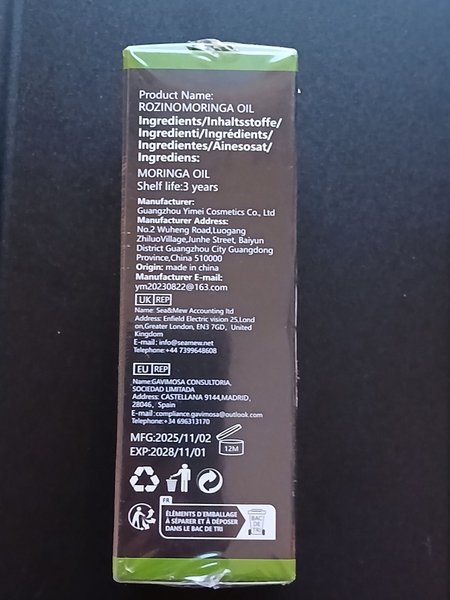 Product Name:
ROZINOMORINGA OIL
Ingredients/Inhaltsstoffe/
Ingredienti/Ingrédients/
Ingredientes/Ainesosat/
Ingrediens:
MORINGA OIL
Shelf life:3 years
Manufacturer:
Guangzhou Yimei Cosmetics Co., Ltd
Manufacturer Address:
No.2 Wuheng Road,Luogang
ZhiluoVillage,Junhe Street, Baiyun
District Guangzhou City Guangdong
Province,China 510000
Origin: made in china
Manufacturer E-mail:
ym20230822@163.com
UK REP
Name: Sea&Mew Accounting ltd
Address: Enfield Electric vision 25,Lond
on,Greater London, EN3 7GD, United
Kingdom
E-mail: info@seamew.net
Telephone:+44 7399648608
EU REP
Name:GAVIMOSA CONSULTORIA,
SOCIEDAD LIMITADA
Address: CASTELLANA 9144,MADRID,
28046, Spain
E-mail:compliance.gavimosa@outlook.com
Telephone:+34 696313170
MFG:2025/11/02
EXP:2028/11/01
12M
FR
ÉLÉMENTS D'EMBALLAGE
À SÉPARER ET À DÉPOSER
DANS LE BAC DE TRI
BAC
DE
TRI